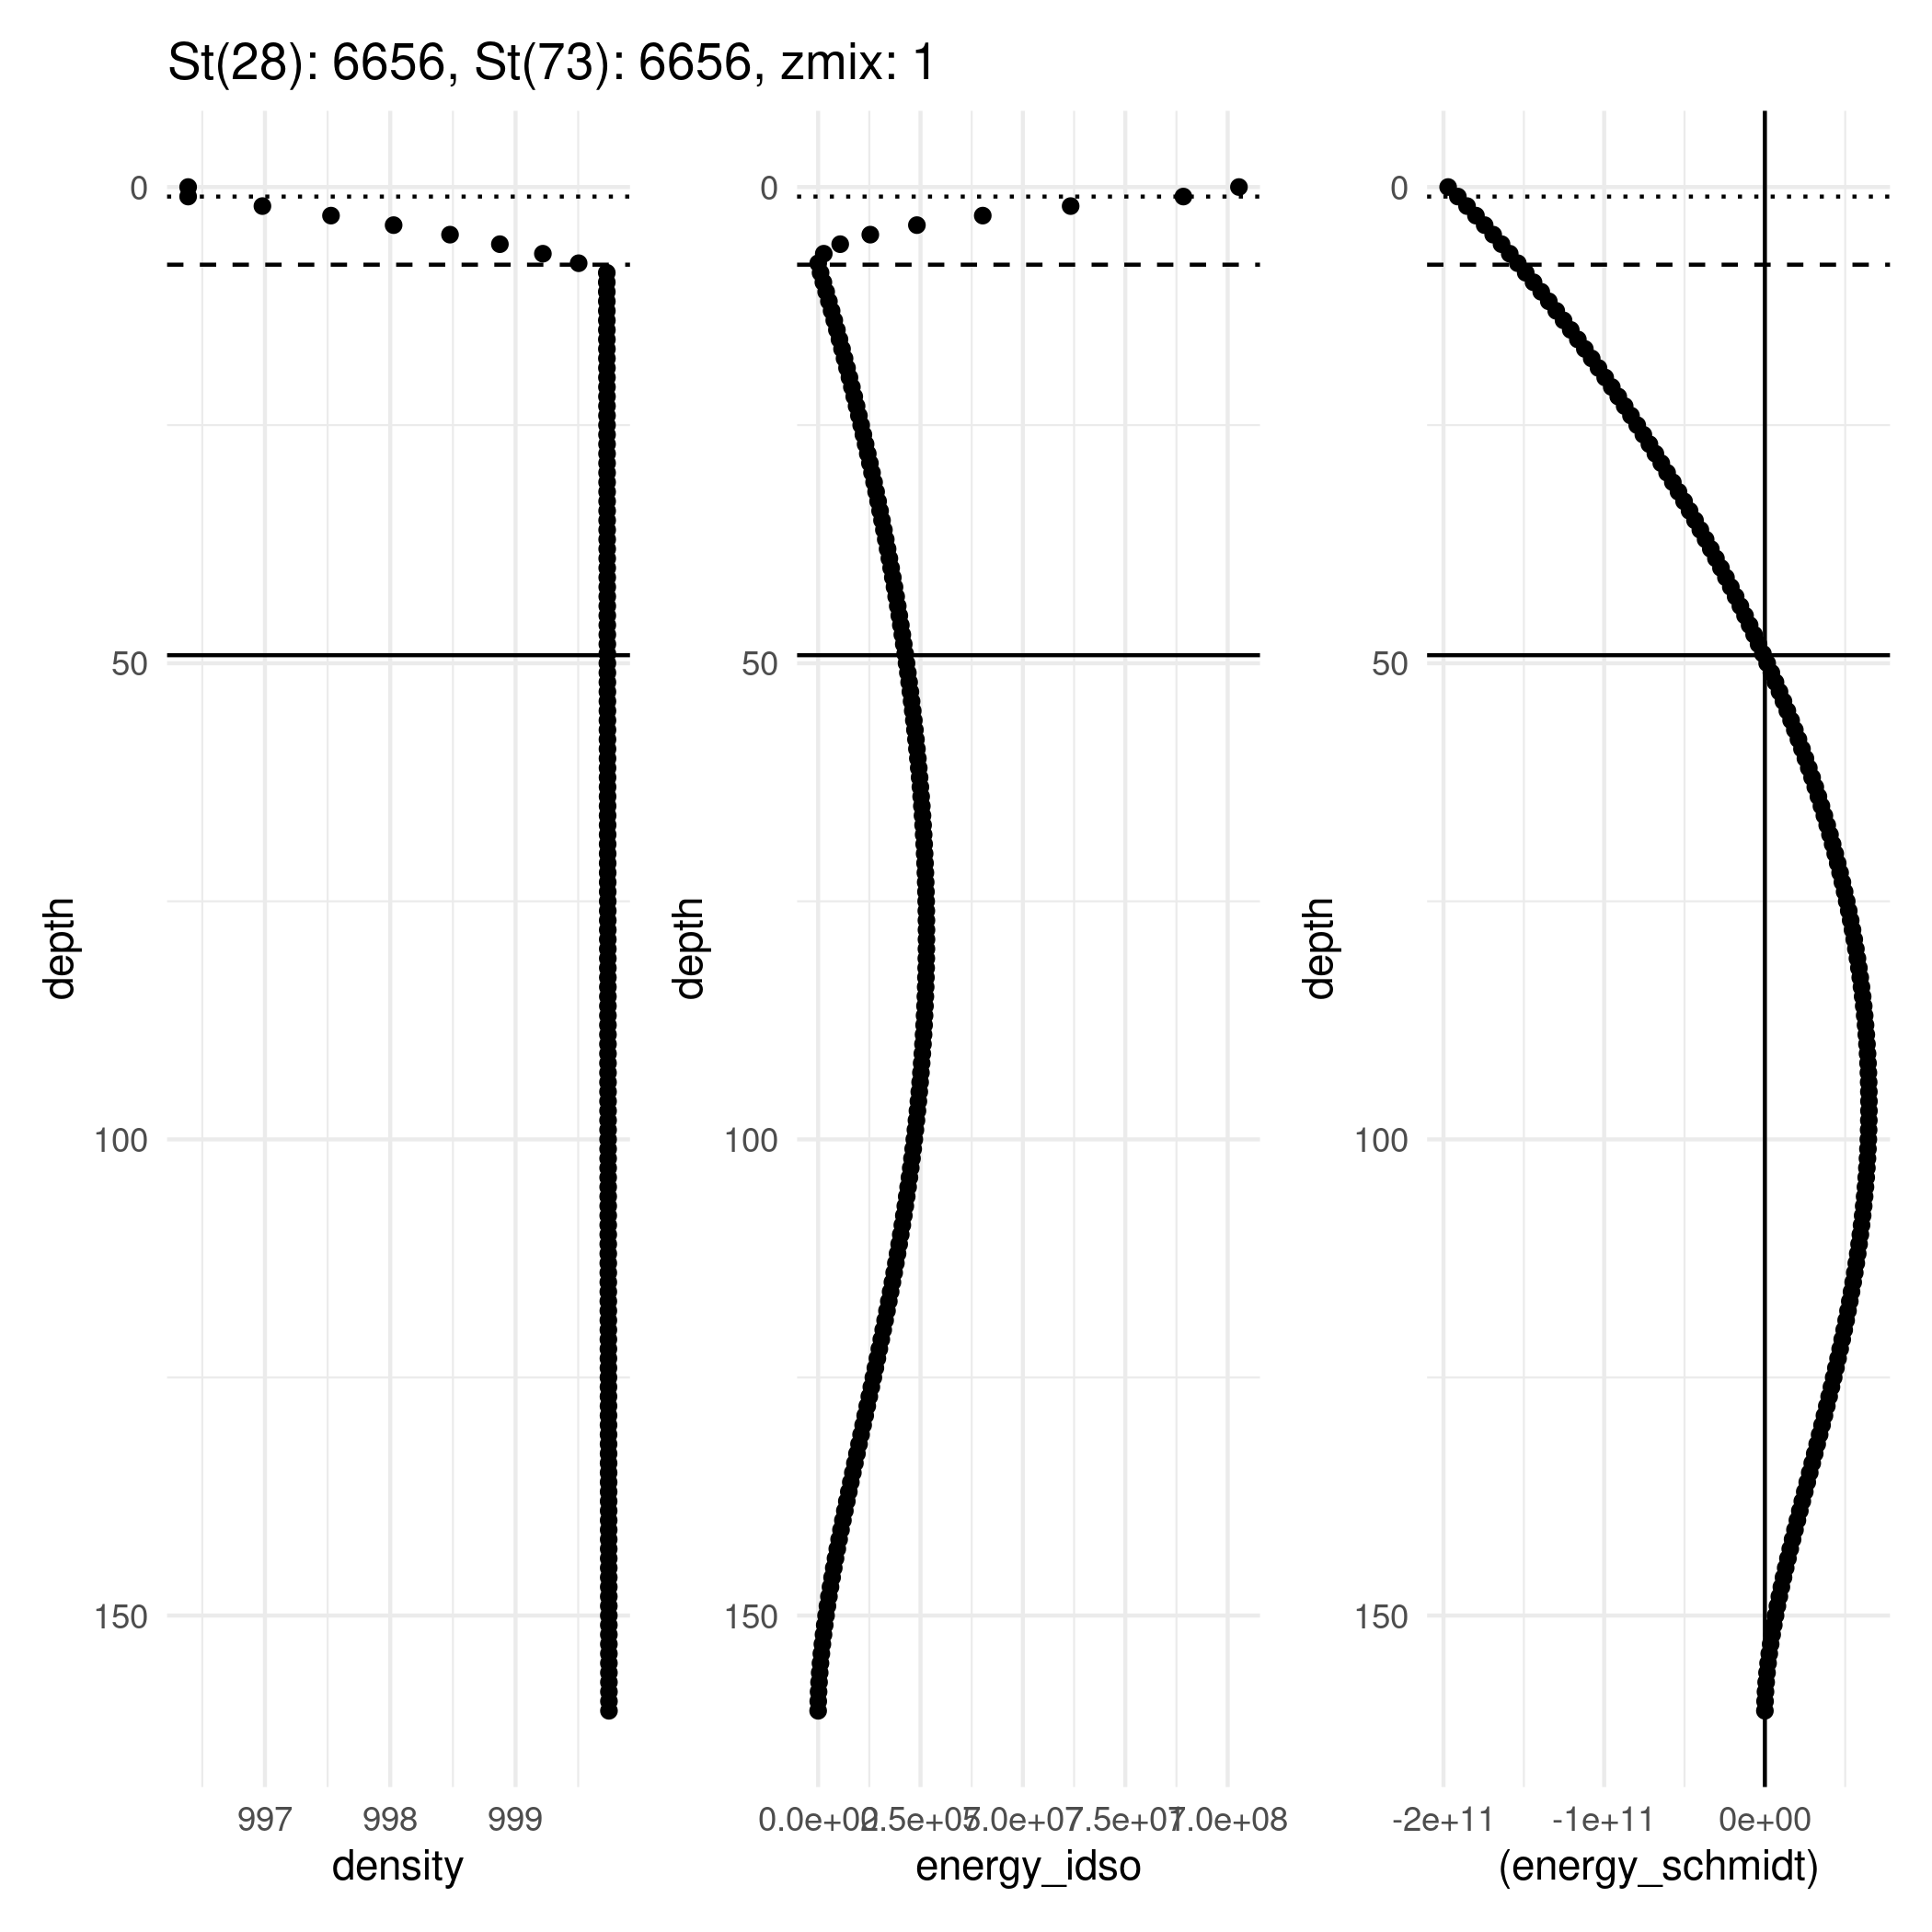 St(28): 6656, St(73): 6656, zmix: 1
0
50
100
150
depth
997 998 999
density
0
50
100
150
depth
0.0e+00 2.5e+07 5.0e+07 7.5e+07 1.0e+08
energy_idso
0
50
100
150
depth
-2e+11 -1e+11 0e+00
(energy_schmidt)